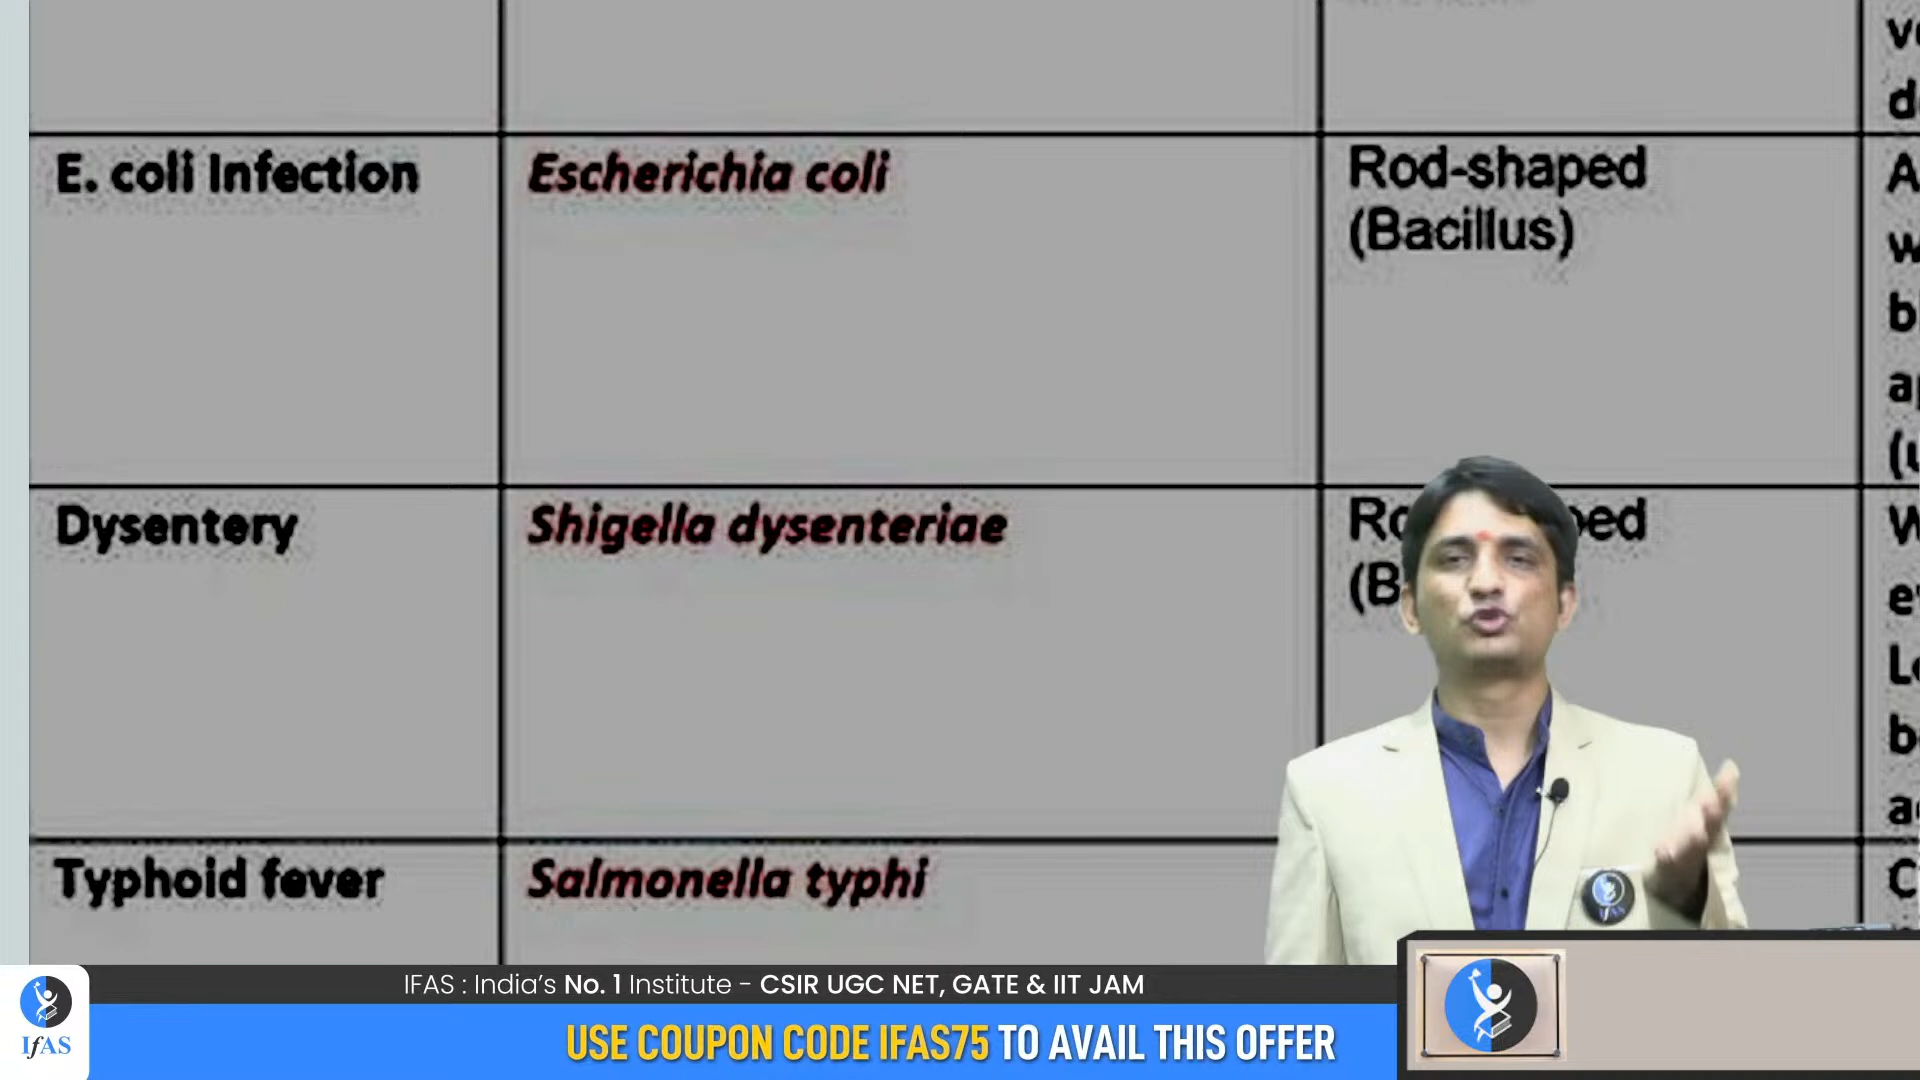 E. coli Infection
Escherichia coli
Rod-shaped
(Bacillus)
Dysentery
Shigella dysenteriae
Typhoid fever
Salmonella typhi
IFAS : India's No. 1 Institute - CSIR UGC NET, GATE & IIT JAM
USE COUPON CODE IFAS75 TO AVAIL THIS OFFER
IfAS
IfAS